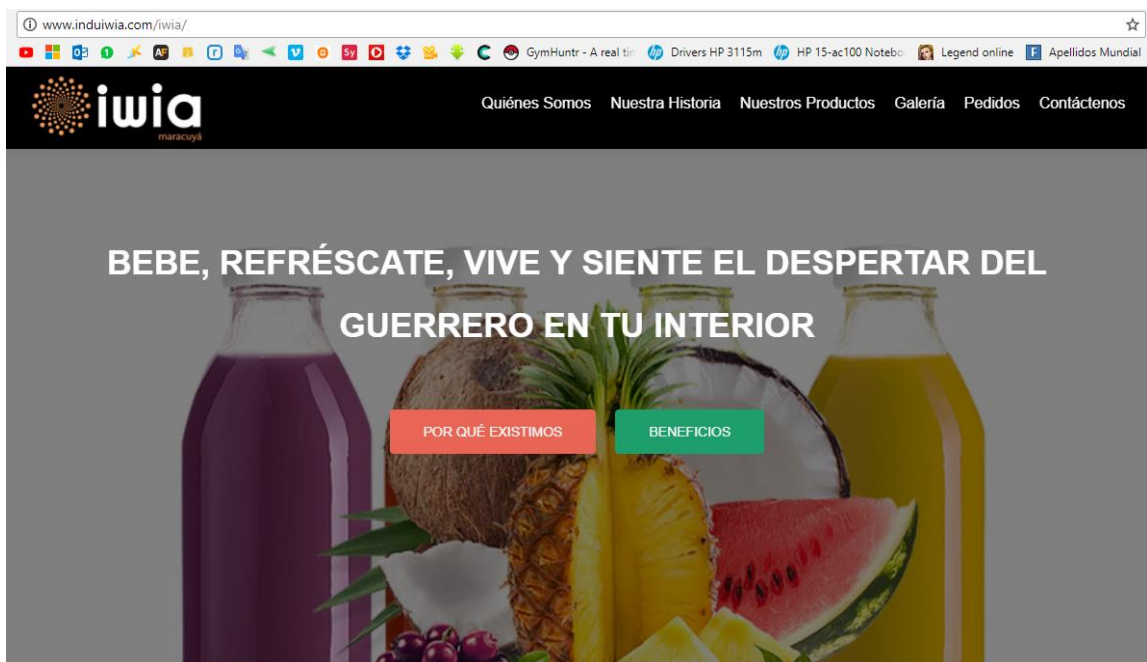 www.induiwia.com/iwia/
GymHuntr - A real tim Drivers HP 3115m HP 15-ac100 Notebo Legend online Apellidos Mundial
iwia
maracuyá
Quiénes Somos Nuestra Historia Nuestros Productos Galería Pedidos Contáctenos
BEBE, REFRÉSCATE, VIVE Y SIENTE EL DESPERTAR DEL
GUERRERO EN TU INTERIOR
POR QUÉ EXISTIMOS BENEFICIOS